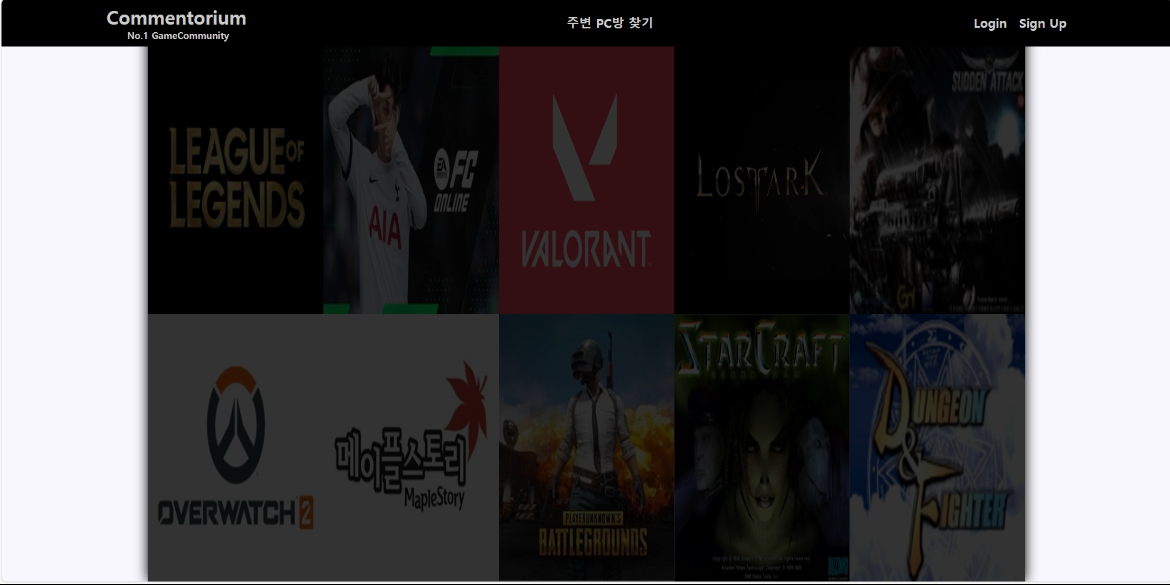 Commentorium
No.1 GameCommunity
주변 PC방 찾기
Login Sign Up
LEAGUE OF
LEGENDS
AIA
EA
SPORTS
FC
ONLINE
VALORANT
LOST ARK
SUDDEN ATTACK
OVERWATCH 2
메이플스토리
MapleStory
PLAYERUNKNOWN'S
BATTLEGROUNDS
STARCRAFT
DUNGEON
&
FIGHTER